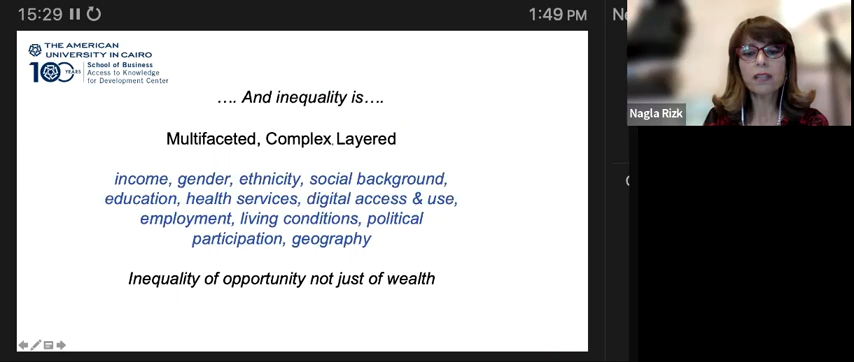 15:29
1:49 PM
THE AMERICAN
UNIVERSITY IN CAIRO
100 YEARS
School of Business
Access to Knowledge
for Development Center
…. And inequality is….
Multifaceted, Complex, Layered
income, gender, ethnicity, social background,
education, health services, digital access & use,
employment, living conditions, political
participation, geography
Inequality of opportunity not just of wealth
Nagla Rizk